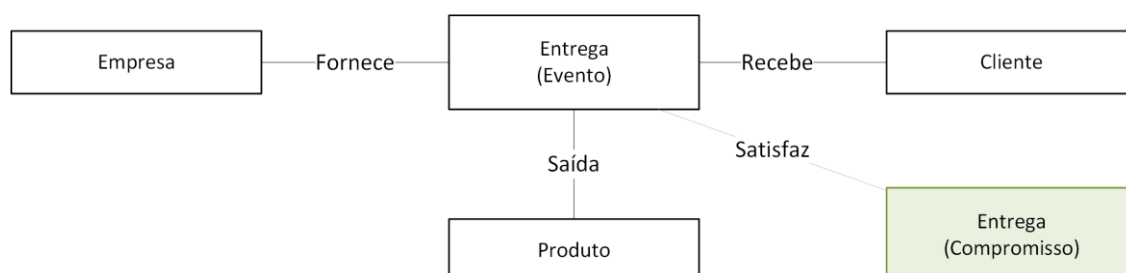 Empresa
Fornece
Entrega
(Evento)
Recebe
Cliente
Saída
Satisfaz
Produto
Entrega
(Compromisso)